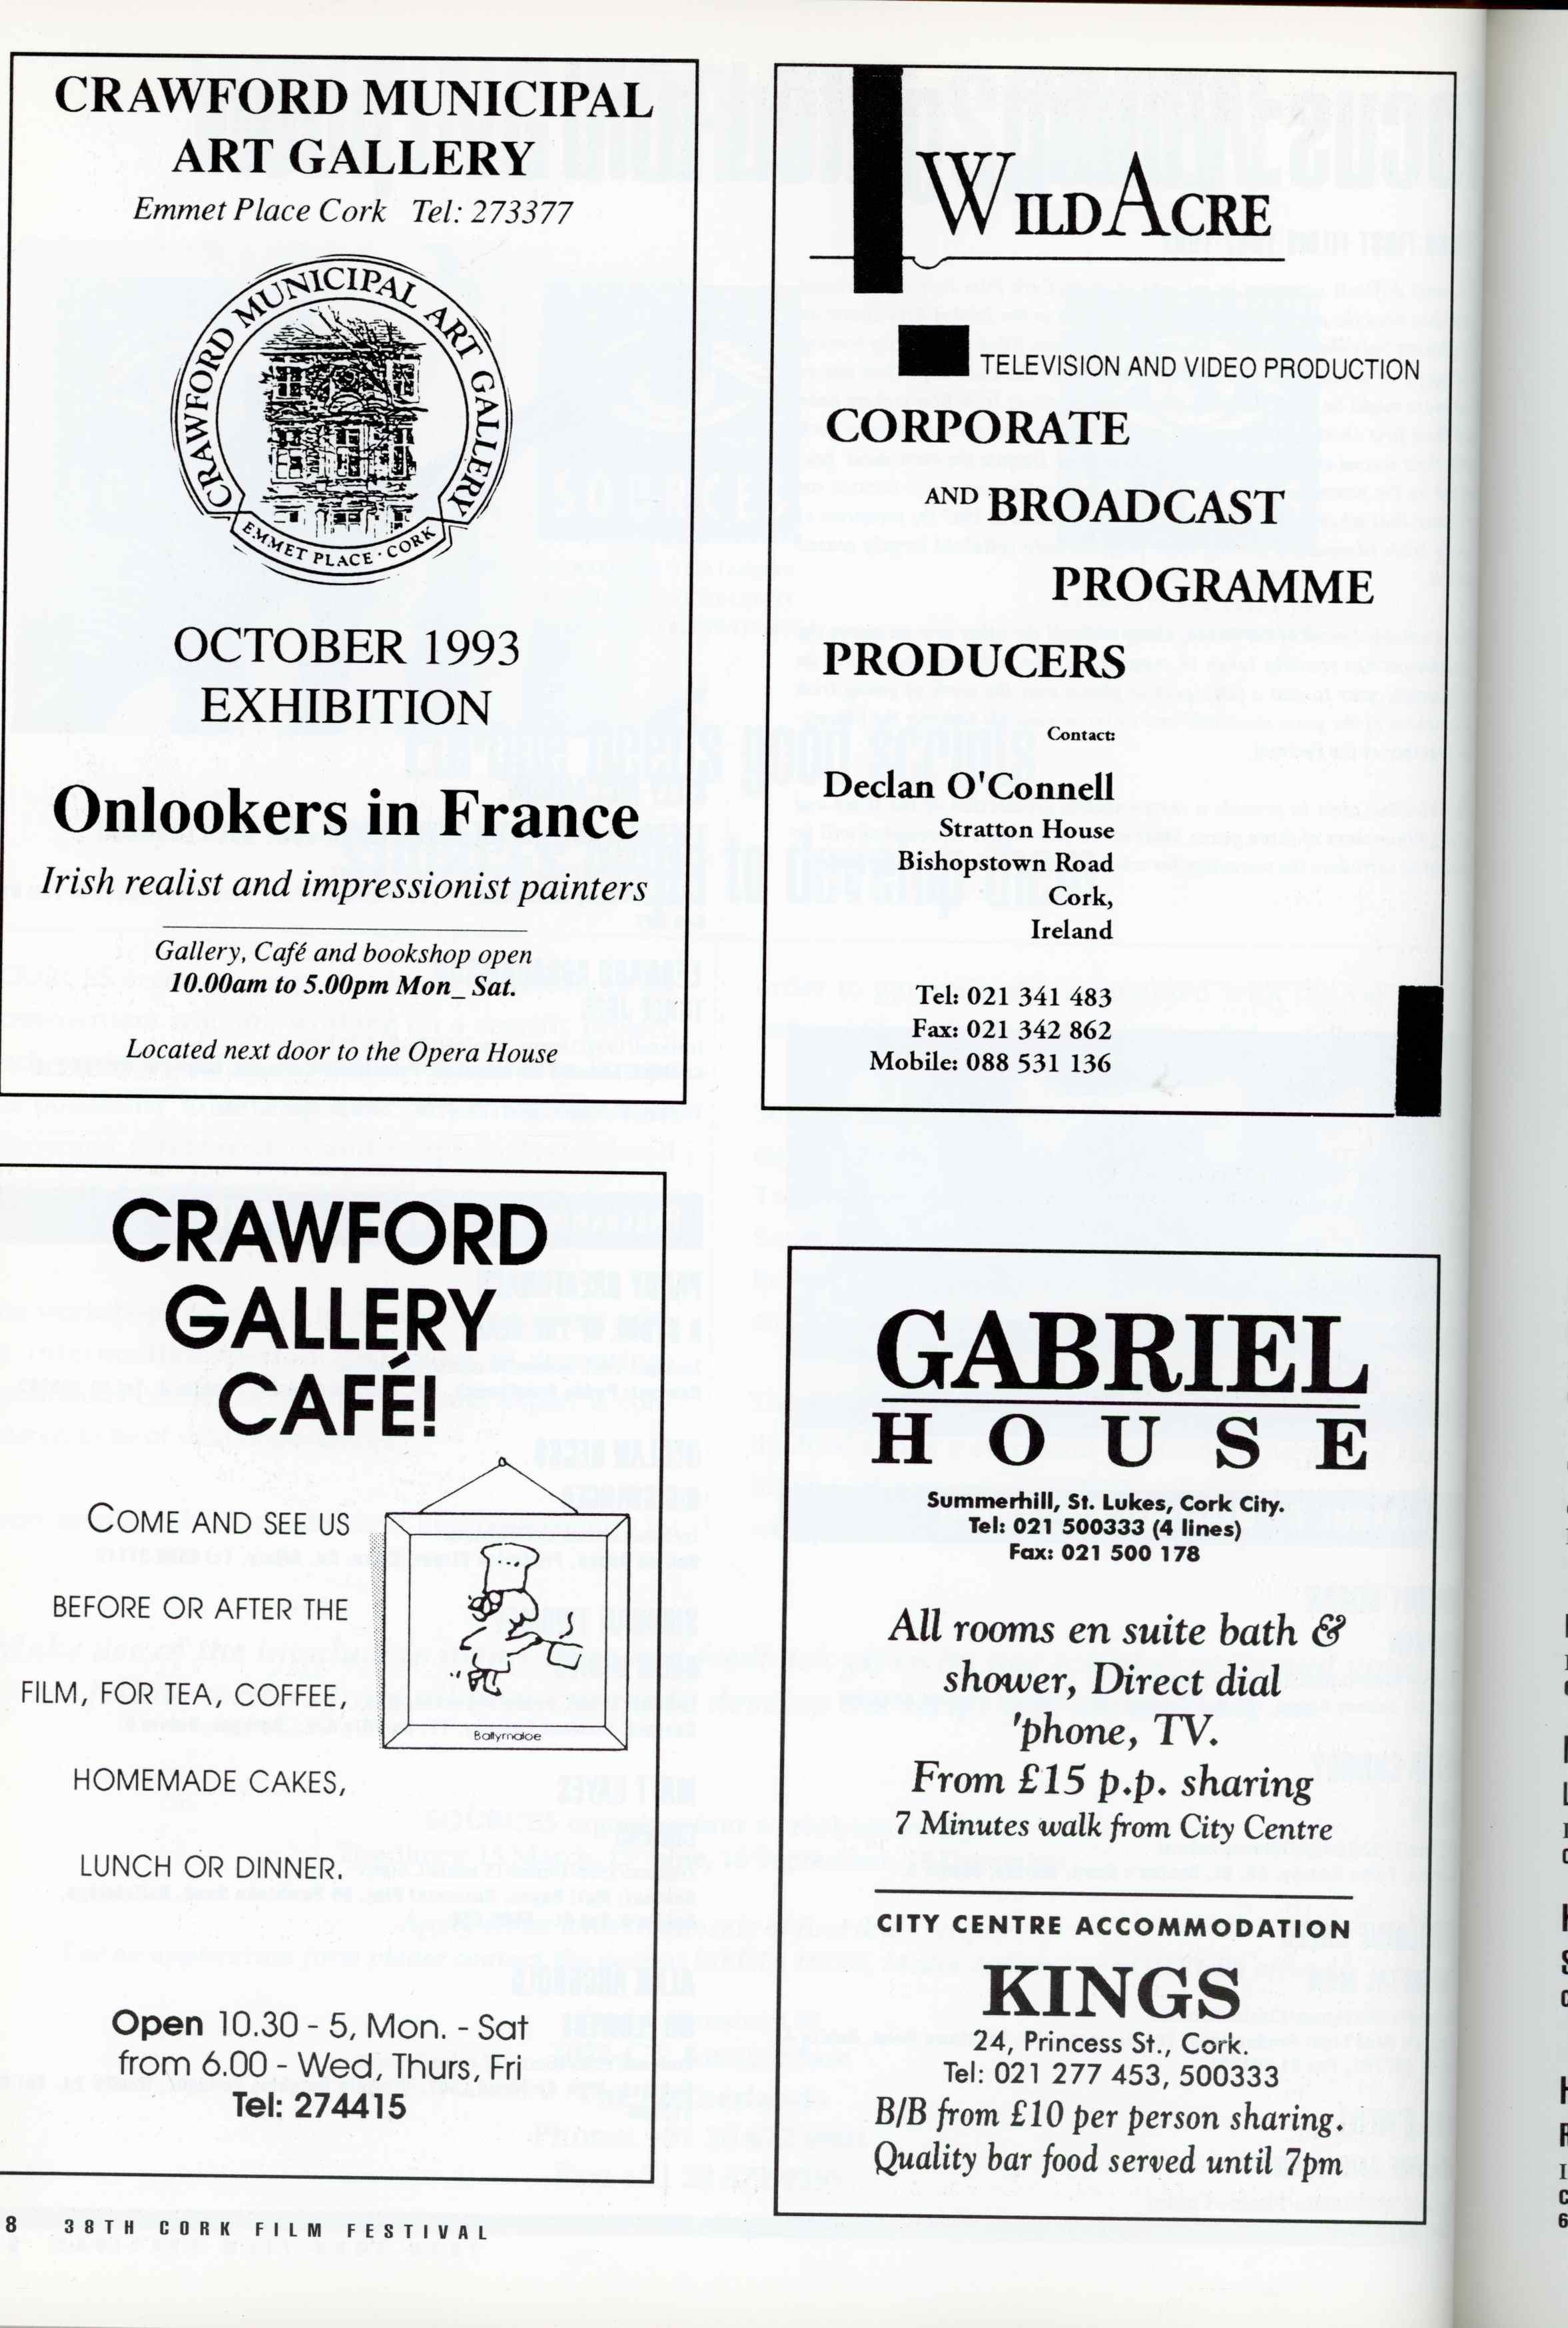 CRAWFORD MUNICIPAL
ART GALLERY
Emmet Place Cork Tel: 273377
CRAWFORD MUNICIPAL ART GALLERY
EMMET PLACE · CORK
OCTOBER 1993
EXHIBITION
Onlookers in France
Irish realist and impressionist painters
Gallery, Café and bookshop open
10.00am to 5.00pm Mon_ Sat.
Located next door to the Opera House
WILDACRE
TELEVISION AND VIDEO PRODUCTION
CORPORATE
AND BROADCAST
PROGRAMME
PRODUCERS
Contact:
Declan O'Connell
Stratton House
Bishopstown Road
Cork,
Ireland
Tel: 021 341 483
Fax: 021 342 862
Mobile: 088 531 136
CRAWFORD
GALLERY
CAFÉ!
COME AND SEE US
BEFORE OR AFTER THE
FILM, FOR TEA, COFFEE,
HOMEMADE CAKES,
LUNCH OR DINNER.
Ballymaloe
Open 10.30 - 5, Mon. - Sat
from 6.00 - Wed, Thurs, Fri
Tel: 274415
GABRIEL
HOUSE
Summerhill, St. Lukes, Cork City.
Tel: 021 500333 (4 lines)
Fax: 021 500 178
All rooms en suite bath &
shower, Direct dial
'phone, TV.
From £15 p.p. sharing
7 Minutes walk from City Centre
CITY CENTRE ACCOMMODATION
KINGS
24, Princess St., Cork.
Tel: 021 277 453, 500333
B/B from £10 per person sharing.
Quality bar food served until 7pm
8 38TH CORK FILM FESTIVAL